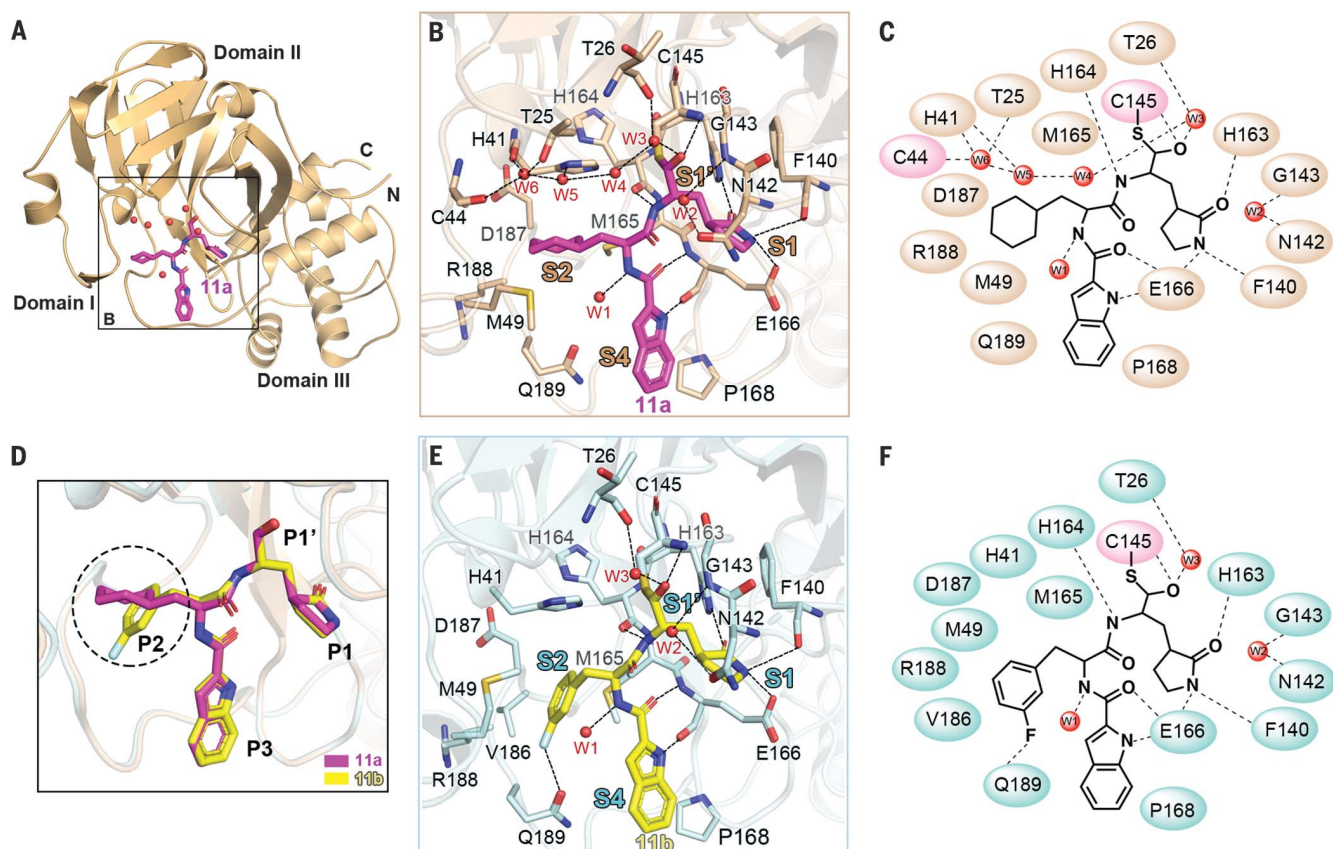 A
Domain II
C
N
11a
Domain I
B
Domain III
B
T26
C145
H164
H163
T25
G143
H41
W3
F140
S1'
W6
W5
W4
N142
C44
W2
D187
M165
S1
S2
R188
W1
M49
E166
S4
Q189
P168
11a
C
T26
H164
T25
C145
W3
H41
M165
S
O
H163
W6
C44
W5
W4
G143
D187
N
O
W2
O
N142
R188
N
O
N
M49
W1
E166
F140
N
Q189
P168
D
P1'
P2
P1
P3
11a
11b
E
T26
C145
H164
H163
G143
W3
H41
F140
S1'
D187
N142
W2
S2
M165
S1
M49
W1
V186
E166
R188
S4
Q189
P168
11b
F
T26
H164
C145
W3
H41
H163
D187
M165
S
O
G143
M49
N
O
W2
O
N142
R188
N
O
N
V186
W1
E166
F140
F
N
Q189
P168